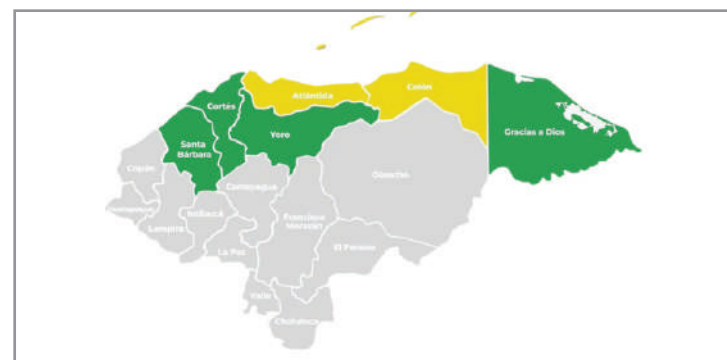 Atlántida
Colón
Cortés
Yoro
Gracias a Dios
Santa
Bárbara
Copán
Comayagua
Olancho
Intibucá
Francisco
Morazán
Lempira
La Paz
El Paraíso
Valle
Choluteca